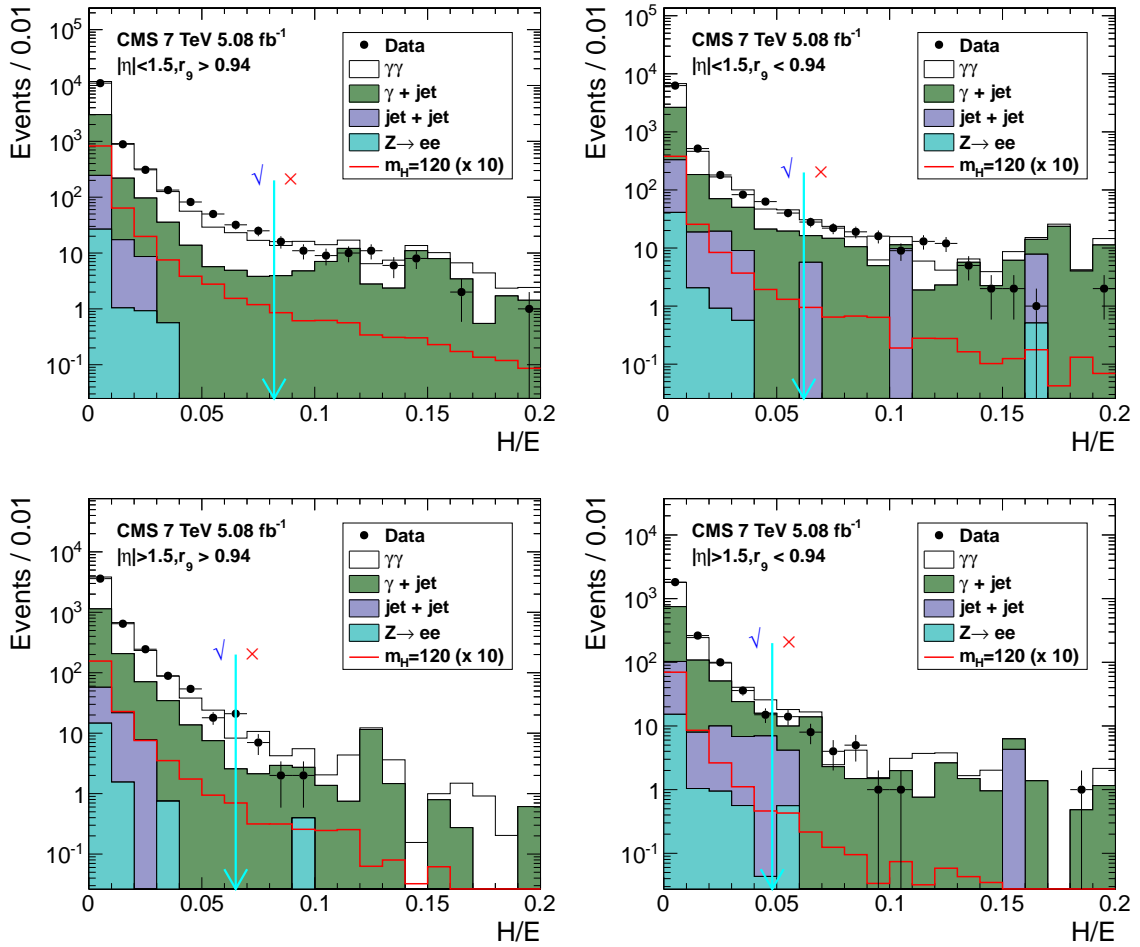 Events / 0.01
10⁵
10⁴
10³
10²
10
1
10⁻¹
CMS 7 TeV 5.08 fb⁻¹
|η|<1.5,r₉ > 0.94
Data
γγ
γ + jet
jet + jet
Z→ ee
m_H=120 (x 10)
√ ×
0 0.05 0.1 0.15 0.2
H/E
Events / 0.01
10⁵
10⁴
10³
10²
10
1
10⁻¹
CMS 7 TeV 5.08 fb⁻¹
|η|<1.5,r₉ < 0.94
Data
γγ
γ + jet
jet + jet
Z→ ee
m_H=120 (x 10)
√ ×
0 0.05 0.1 0.15 0.2
H/E
Events / 0.01
10⁴
10³
10²
10
1
10⁻¹
CMS 7 TeV 5.08 fb⁻¹
|η|>1.5,r₉ > 0.94
Data
γγ
γ + jet
jet + jet
Z→ ee
m_H=120 (x 10)
√ ×
0 0.05 0.1 0.15 0.2
H/E
Events / 0.01
10⁴
10³
10²
10
1
10⁻¹
CMS 7 TeV 5.08 fb⁻¹
|η|>1.5,r₉ < 0.94
Data
γγ
γ + jet
jet + jet
Z→ ee
m_H=120 (x 10)
√ ×
0 0.05 0.1 0.15 0.2
H/E